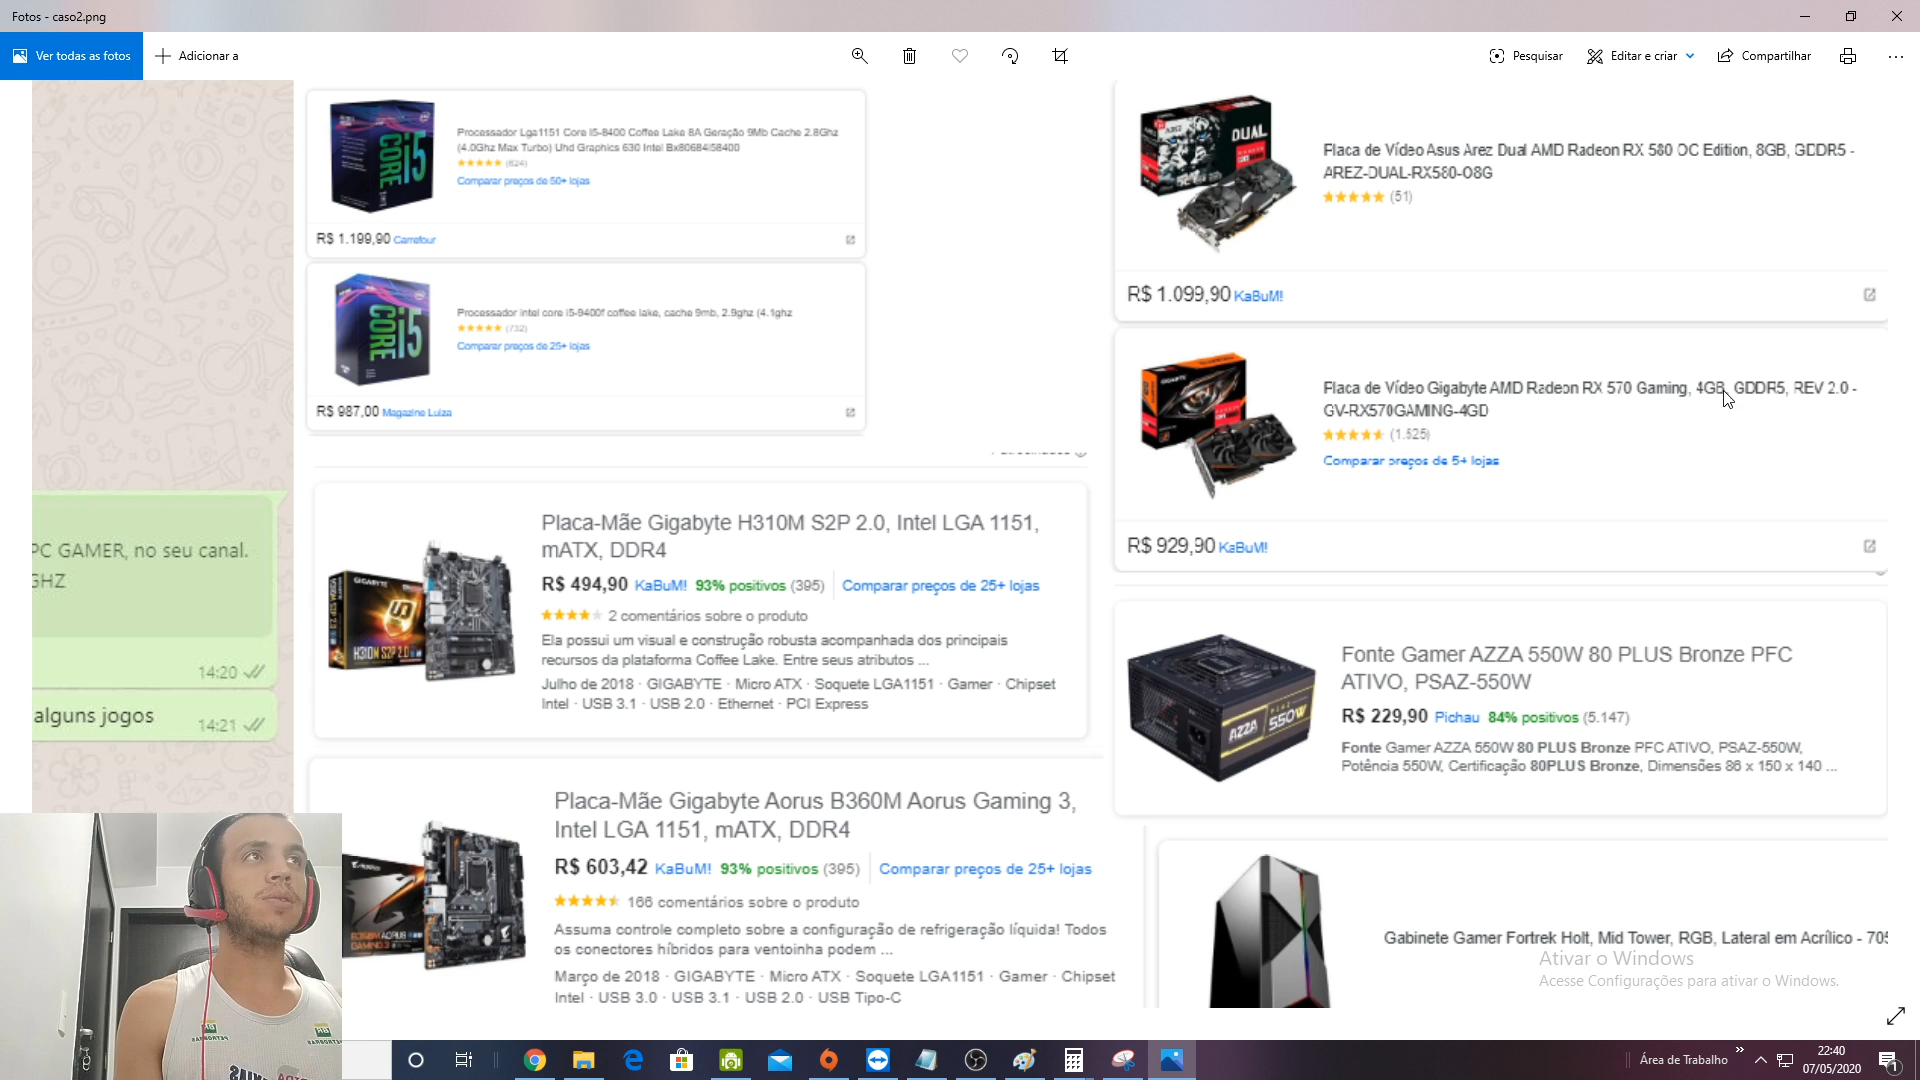 Fotos - caso2.png
Ver todas as fotos
Adicionar a
Pesquisar
Editar e criar
Compartilhar
PC GAMER, no seu canal.
GHZ
14:20
alguns jogos
14:21
Processador Lga1151 Core I5-8400 Coffee Lake 8A Geração 9Mb Cache 2.8Ghz
(4.0Ghz Max Turbo) Uhd Graphics 630 Intel Bx80684i58400
(624)
Comparar preços de 50+ lojas
R$ 1.199,90 Carrefour
Processador intel core i5-9400f coffee lake, cache 9mb, 2.9ghz (4.1ghz
(732)
Comparar preços de 25+ lojas
R$ 987,00 Magazine Luiza
Placa-Mãe Gigabyte H310M S2P 2.0, Intel LGA 1151,
mATX, DDR4
R$ 494,90 KaBuM! 93% positivos (395) Comparar preços de 25+ lojas
2 comentários sobre o produto
Ela possui um visual e construção robusta acompanhada dos principais
recursos da plataforma Coffee Lake. Entre seus atributos ...
Julho de 2018 · GIGABYTE · Micro ATX · Soquete LGA1151 · Gamer · Chipset
Intel · USB 3.1 · USB 2.0 · Ethernet · PCI Express
Placa-Mãe Gigabyte Aorus B360M Aorus Gaming 3,
Intel LGA 1151, mATX, DDR4
R$ 603,42 KaBuM! 93% positivos (395) Comparar preços de 25+ lojas
166 comentários sobre o produto
Assuma controle completo sobre a configuração de refrigeração líquida! Todos
os conectores híbridos para ventoinha podem ...
Março de 2018 · GIGABYTE · Micro ATX · Soquete LGA1151 · Gamer · Chipset
Intel · USB 3.0 · USB 3.1 · USB 2.0 · USB Tipo-C
Placa de Vídeo Asus Arez Dual AMD Radeon RX 580 OC Edition, 8GB, GDDR5 -
AREZ-DUAL-RX580-O8G
(51)
R$ 1.099,90 KaBuM!
Placa de Vídeo Gigabyte AMD Radeon RX 570 Gaming, 4GB, GDDR5, REV 2.0 -
GV-RX570GAMING-4GD
(1.525)
Comparar preços de 5+ lojas
R$ 929,90 KaBuM!
Fonte Gamer AZZA 550W 80 PLUS Bronze PFC
ATIVO, PSAZ-550W
R$ 229,90 Pichau 84% positivos (5.147)
Fonte Gamer AZZA 550W 80 PLUS Bronze PFC ATIVO, PSAZ-550W,
Potência 550W, Certificação 80PLUS Bronze, Dimensões 86 x 150 x 140 ...
Gabinete Gamer Fortrek Holt, Mid Tower, RGB, Lateral em Acrílico - 705
Ativar o Windows
Acesse Configurações para ativar o Windows.
CORE i5
CORE i5
DUAL
GIGABYTE
H310M S2P 2.0
AZZA 550W
Área de Trabalho
22:40
07/05/2020
1